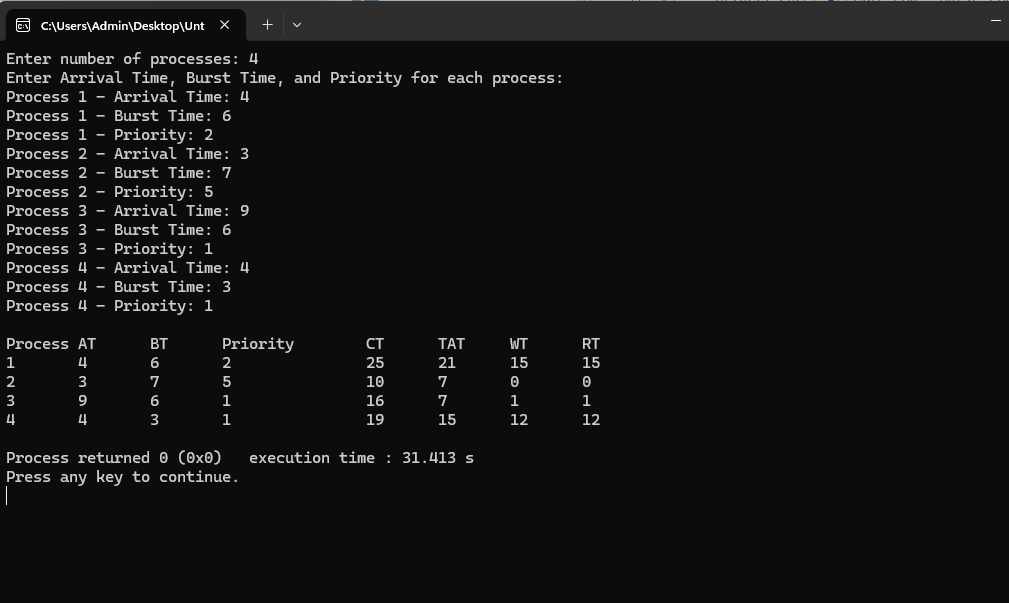 C:\Users\Admin\Desktop\Unt
Enter number of processes: 4
Enter Arrival Time, Burst Time, and Priority for each process:
Process 1 - Arrival Time: 4
Process 1 - Burst Time: 6
Process 1 - Priority: 2
Process 2 - Arrival Time: 3
Process 2 - Burst Time: 7
Process 2 - Priority: 5
Process 3 - Arrival Time: 9
Process 3 - Burst Time: 6
Process 3 - Priority: 1
Process 4 - Arrival Time: 4
Process 4 - Burst Time: 3
Process 4 - Priority: 1
Process AT BT Priority CT TAT WT RT
1 4 6 2 25 21 15 15
2 3 7 5 10 7 0 0
3 9 6 1 16 7 1 1
4 4 3 1 19 15 12 12
Process returned 0 (0x0) execution time : 31.413 s
Press any key to continue.